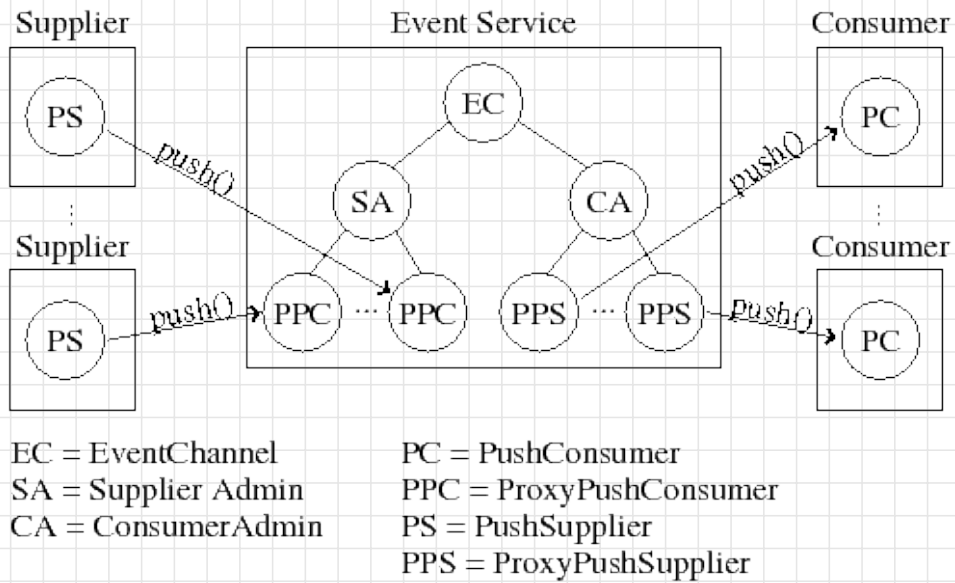 Supplier Event Service Consumer
PS EC PC
push() push()
SA CA
... ...
Supplier Consumer
PPC ... PPC PPS ... PPS
push() push()
PS PC
EC = EventChannel PC = PushConsumer
SA = Supplier Admin PPC = ProxyPushConsumer
CA = ConsumerAdmin PS = PushSupplier
PPS = ProxyPushSupplier